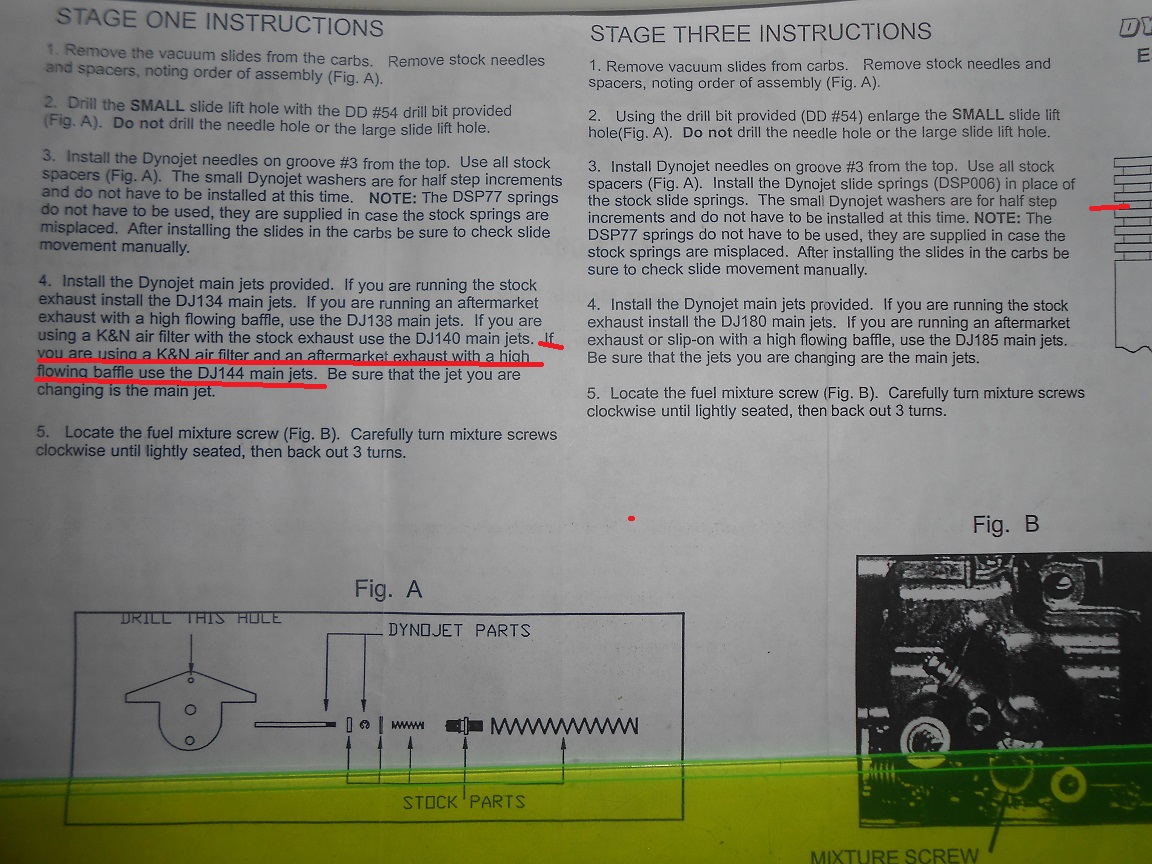 STAGE ONE INSTRUCTIONS
1. Remove the vacuum slides from the carbs. Remove stock needles
and spacers, noting order of assembly (Fig. A).
2. Drill the SMALL slide lift hole with the DD #54 drill bit provided
(Fig. A). Do not drill the needle hole or the large slide lift hole.
3. Install the Dynojet needles on groove #3 from the top. Use all stock
spacers (Fig. A). The small Dynojet washers are for half step increments
and do not have to be installed at this time. NOTE: The DSP77 springs
do not have to be used, they are supplied in case the stock springs are
misplaced. After installing the slides in the carbs be sure to check slide
movement manually.
4. Install the Dynojet main jets provided. If you are running the stock
exhaust install the DJ134 main jets. If you are running an aftermarket
exhaust with a high flowing baffle, use the DJ138 main jets. If you are
using a K&N air filter with the stock exhaust use the DJ140 main jets. If
you are using a K&N air filter and an aftermarket exhaust with a high
flowing baffle use the DJ144 main jets. Be sure that the jet you are
changing is the main jet.
5. Locate the fuel mixture screw (Fig. B). Carefully turn mixture screws
clockwise until lightly seated, then back out 3 turns.
STAGE THREE INSTRUCTIONS
1. Remove vacuum slides from carbs. Remove stock needles and
spacers, noting order of assembly (Fig. A).
2. Using the drill bit provided (DD #54) enlarge the SMALL slide lift
hole(Fig. A). Do not drill the needle hole or the large slide lift hole.
3. Install Dynojet needles on groove #3 from the top. Use all stock
spacers (Fig. A). Install the Dynojet slide springs (DSP006) in place of
the stock slide springs. The small Dynojet washers are for half step
increments and do not have to be installed at this time. NOTE: The
DSP77 springs do not have to be used, they are supplied in case the
stock springs are misplaced. After installing the slides in the carbs be
sure to check slide movement manually.
4. Install the Dynojet main jets provided. If you are running the stock
exhaust install the DJ180 main jets. If you are running an aftermarket
exhaust or slip-on with a high flowing baffle, use the DJ185 main jets.
Be sure that the jets you are changing are the main jets.
5. Locate the fuel mixture screw (Fig. B). Carefully turn mixture screws
clockwise until lightly seated, then back out 3 turns.
DY
E
Fig. A
DRILL THIS HOLE
DYNOJET PARTS
STOCK PARTS
Fig. B
MIXTURE SCREW